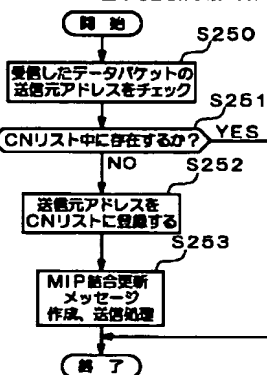 開 始
S250
受信したデータパケットの
送信元アドレスをチェック
S251
CNリスト中に存在するか?
YES
NO
S252
送信元アドレスを
CNリストに登録する
S253
MIP結合更新
メッセージ
作成、送信処理
終 了